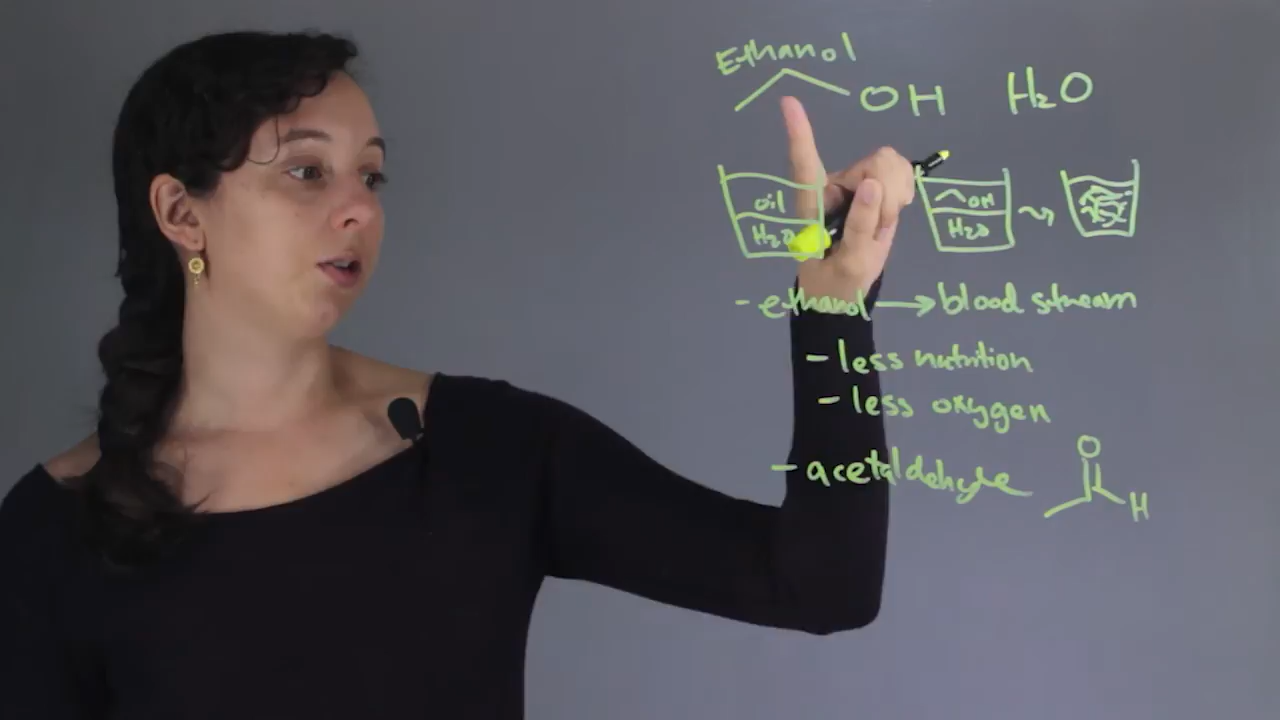 Ethanol
OH H₂O
oil OH
H₂O H₂O
- ethanol → blood stream
- less nutrition
- less oxygen
- acetaldehyde O
H